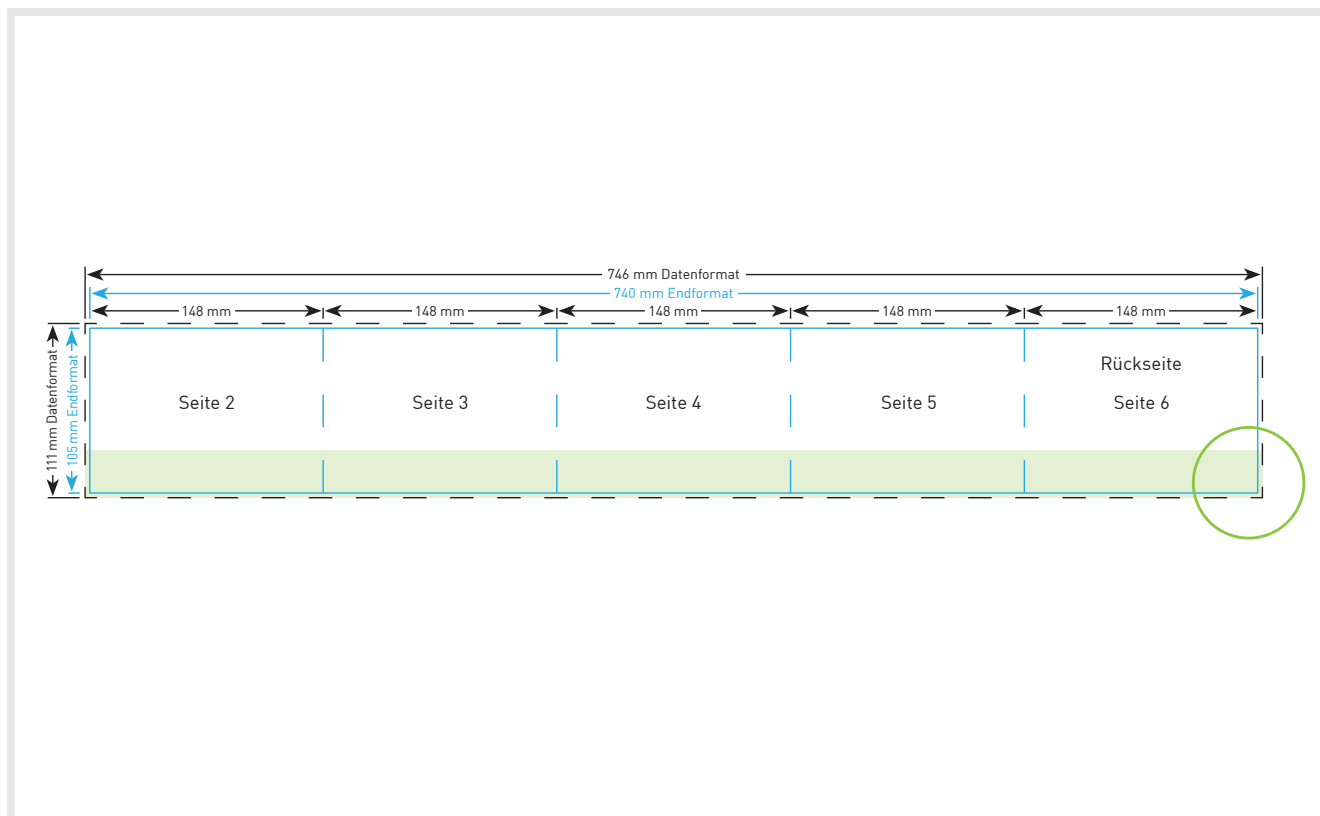 746 mm Datenformat
740 mm Endformat
148 mm 148 mm 148 mm 148 mm 148 mm
111 mm Datenformat
105 mm Endformat
Rückseite
Seite 2 Seite 3 Seite 4 Seite 5 Seite 6